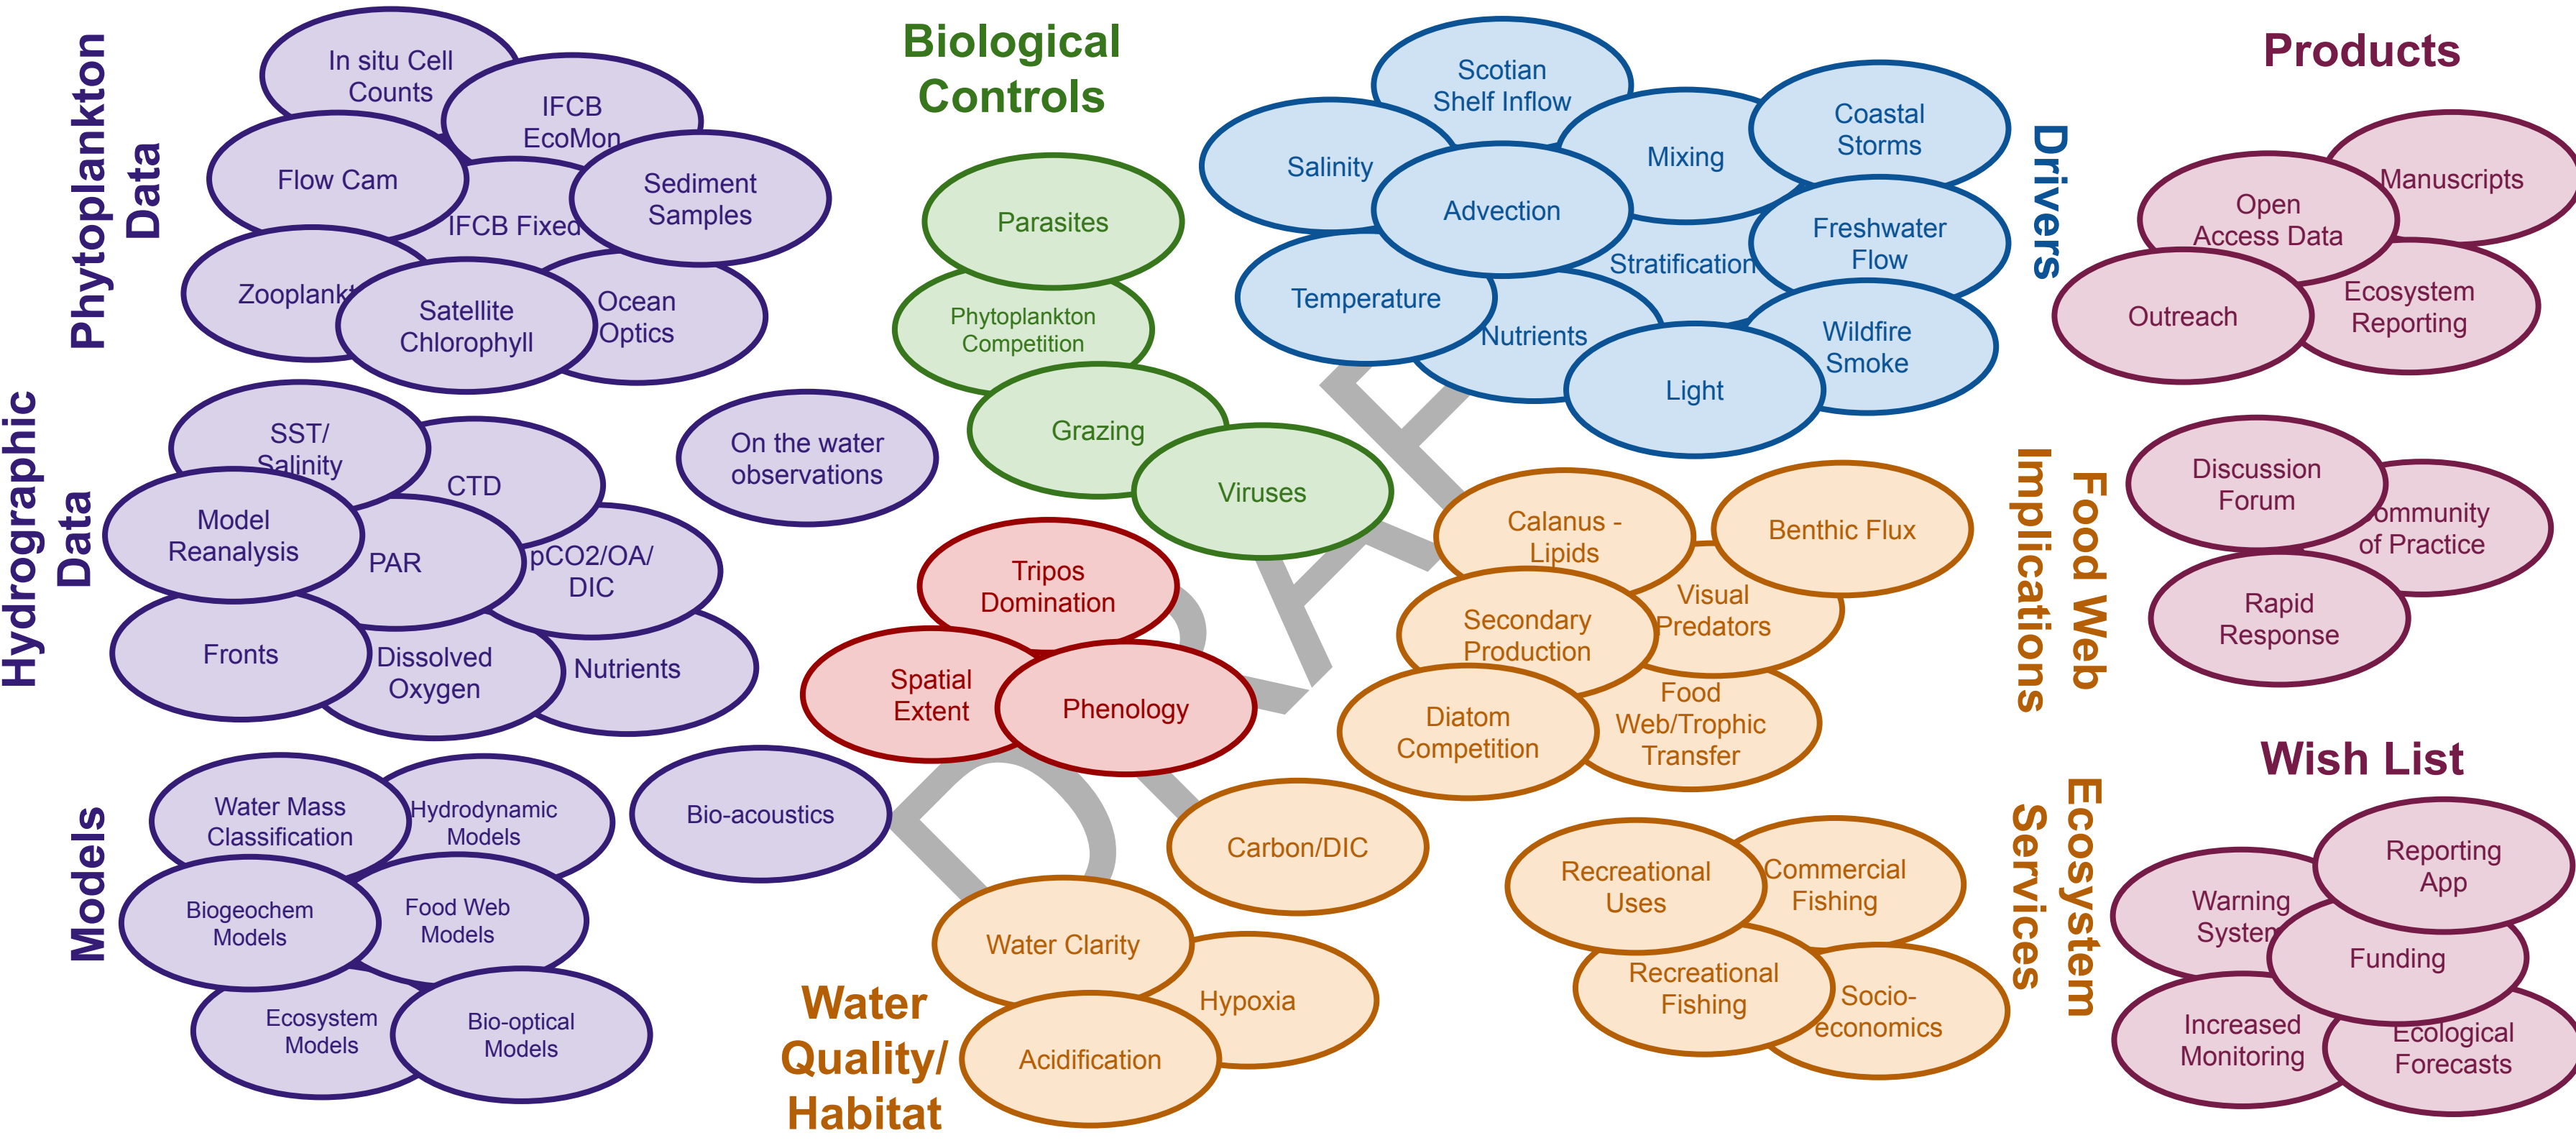 Phytoplankton
Data
In situ Cell
Counts
IFCB
EcoMon
Flow Cam
IFCB Fixed
Sediment
Samples
Zooplankt
Satellite
Chlorophyll
Ocean
Optics
Hydrographic
Data
SST/
Salinity
CTD
Model
Reanalysis
PAR
pCO2/OA/
DIC
Fronts
Dissolved
Oxygen
Nutrients
On the water
observations
Models
Water Mass
Classification
Hydrodynamic
Models
Biogeochem
Models
Food Web
Models
Ecosystem
Models
Bio-optical
Models
Bio-acoustics
Biological
Controls
Parasites
Phytoplankton
Competition
Grazing
Viruses
Tripos
Domination
Spatial
Extent
Phenology
DRAFT
Water
Quality/
Habitat
Carbon/DIC
Water Clarity
Hypoxia
Acidification
Drivers
Scotian
Shelf Inflow
Salinity
Mixing
Coastal
Storms
Advection
Freshwater
Flow
Stratification
Temperature
Nutrients
Wildfire
Smoke
Light
Food Web
Implications
Calanus -
Lipids
Benthic Flux
Visual
Predators
Secondary
Production
Diatom
Competition
Food
Web/Trophic
Transfer
Ecosystem
Services
Recreational
Uses
Commercial
Fishing
Recreational
Fishing
Socio-
economics
Products
Manuscripts
Open
Access Data
Outreach
Ecosystem
Reporting
Discussion
Forum
ommunity
of Practice
Rapid
Response
Wish List
Reporting
App
Warning
System
Funding
Increased
Monitoring
Ecological
Forecasts